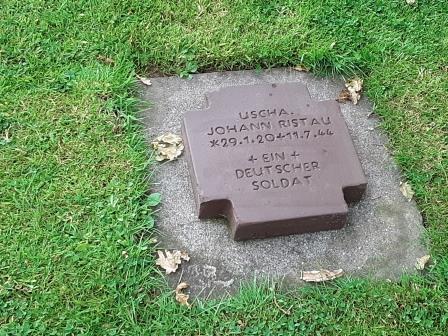 USCHA.
JOHANN RISTAU
*29.1.20+11.7.44
+ EIN +
DEUTSCHER
SOLDAT